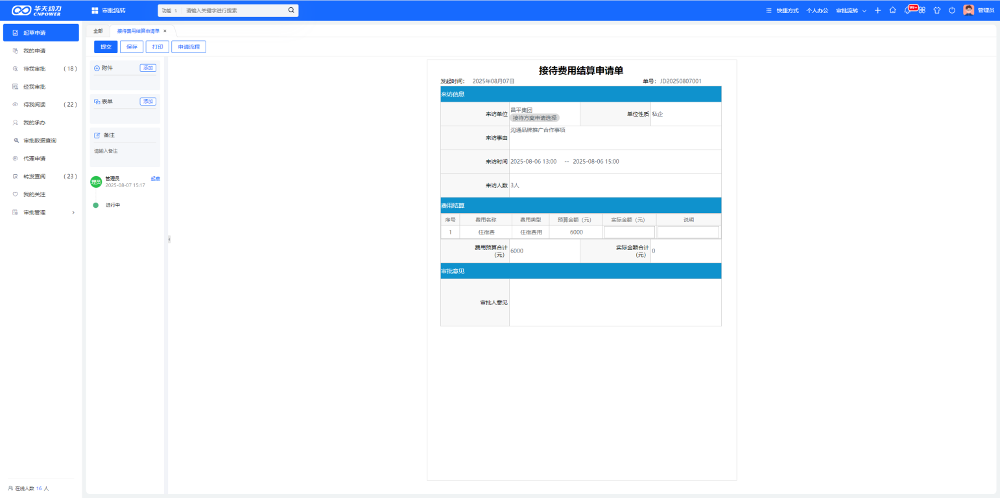 华天动力 CNPOWER
审批流转
功能
请输入关键字进行搜索
快捷方式 个人办公 审批流转
99+
管理员
起草申请
我的申请
待我审批 (18)
经我审批
待我阅读 (22)
我的承办
审批数据查询
代理申请
转发查阅 (23)
我的关注
审批管理
在线人数 16 人
全部 接待费用结算申请单 ×
提交 保存 打印 申请流程
附件 添加
表单 添加
备注
请输入备注
理员 管理员 起草
2025-08-07 15:17
进行中
接待费用结算申请单
发起时间: 2025年08月07日 单号: JD20250807001
来访信息
来访单位 昌平集团 单位性质 私企
接待方案申请选择
来访事由 沟通品牌推广合作事项
来访时间 2025-08-06 13:00 -- 2025-08-06 15:00
来访人数 3人
费用结算
序号 费用名称 费用类型 预算金额（元） 实际金额（元） 说明
1 住宿费 住宿费用 6000
费用预算合计（元） 6000 实际金额合计（元） 0
审批意见
审批人意见